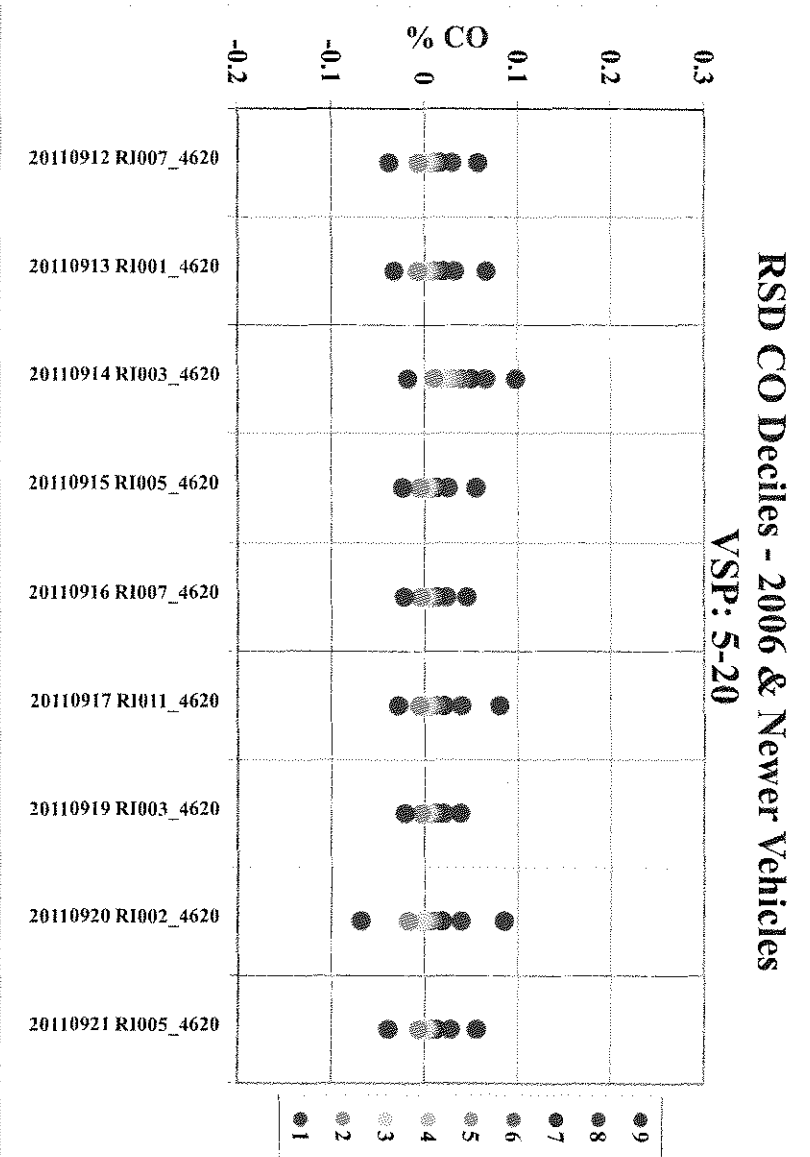 RSD CO Deciles - 2006 & Newer Vehicles
VSP: 5-20
% CO
0.3
0.2
0.1
0
-0.1
-0.2
20110912 RI007_4620
20110913 RI001_4620
20110914 RI003_4620
20110915 RI005_4620
20110916 RI007_4620
20110917 RI011_4620
20110919 RI003_4620
20110920 RI002_4620
20110921 RI005_4620
9
8
7
6
5
4
3
2
1